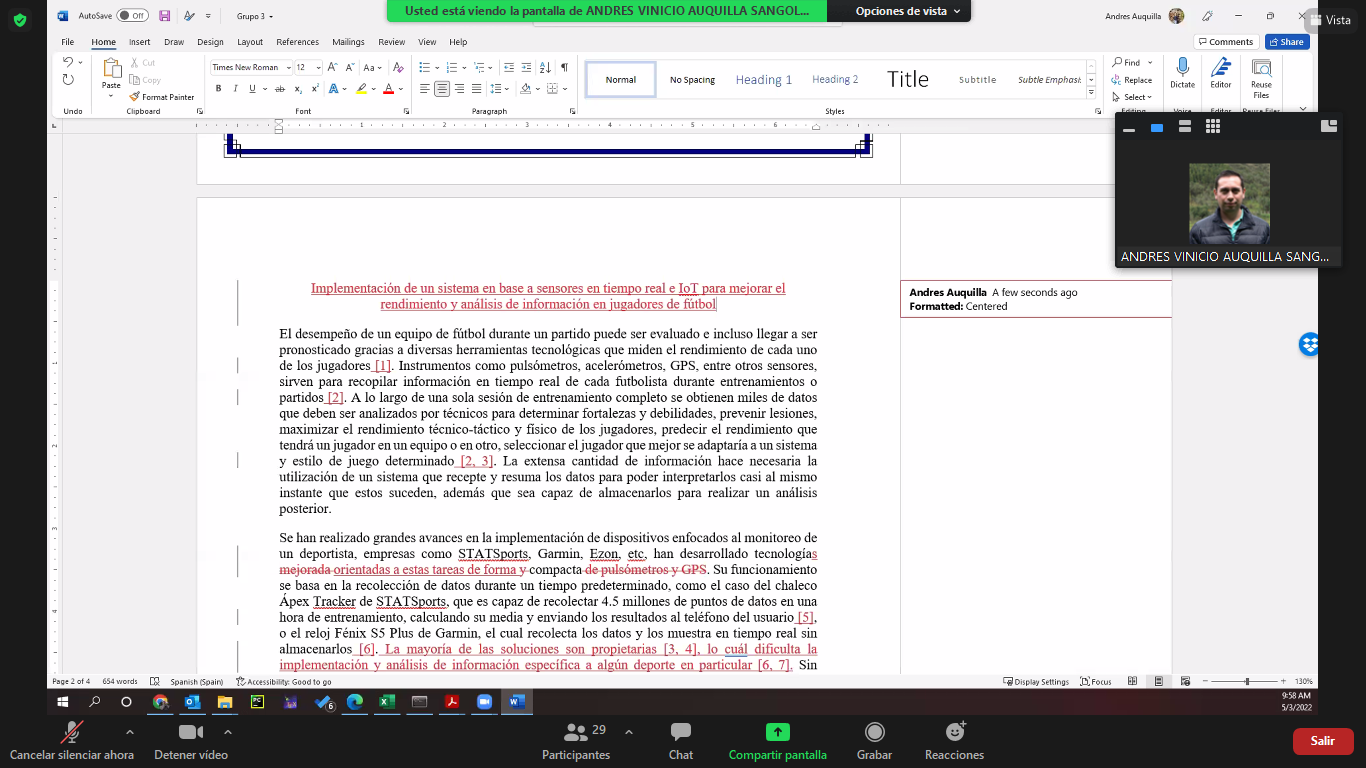 Usted está viendo la pantalla de ANDRES VINICIO AUQUILLA SANGOL...
Opciones de vista
Vista
AutoSave Off
Grupo 3
Andres Auquilla
File Home Insert Draw Design Layout References Mailings Review View Help
Comments Share
Undo
Paste
Cut
Copy
Format Painter
Clipboard
Times New Roman 12
Font
Paragraph
Normal
No Spacing
Heading 1
Heading 2
Title
Subtitle
Subtle Emphas
Styles
Find
Replace
Select
Editing
Dictate
Editor
Reuse Files
ANDRES VINICIO AUQUILLA SANG...
Implementación de un sistema en base a sensores en tiempo real e IoT para mejorar el
rendimiento y análisis de información en jugadores de fútbol
Andres Auquilla A few seconds ago
Formatted: Centered
El desempeño de un equipo de fútbol durante un partido puede ser evaluado e incluso llegar a ser
pronosticado gracias a diversas herramientas tecnológicas que miden el rendimiento de cada uno
de los jugadores [1]. Instrumentos como pulsómetros, acelerómetros, GPS, entre otros sensores,
sirven para recopilar información en tiempo real de cada futbolista durante entrenamientos o
partidos [2]. A lo largo de una sola sesión de entrenamiento completo se obtienen miles de datos
que deben ser analizados por técnicos para determinar fortalezas y debilidades, prevenir lesiones,
maximizar el rendimiento técnico-táctico y físico de los jugadores, predecir el rendimiento que
tendrá un jugador en un equipo o en otro, seleccionar el jugador que mejor se adaptaría a un sistema
y estilo de juego determinado [2, 3]. La extensa cantidad de información hace necesaria la
utilización de un sistema que recepte y resuma los datos para poder interpretarlos casi al mismo
instante que estos suceden, además que sea capaz de almacenarlos para realizar un análisis
posterior.
Se han realizado grandes avances en la implementación de dispositivos enfocados al monitoreo de
un deportista, empresas como STATSports, Garmin, Ezon, etc, han desarrollado tecnologías
mejorada orientadas a estas tareas de forma y compacta de pulsómetros y GPS. Su funcionamiento
se basa en la recolección de datos durante un tiempo predeterminado, como el caso del chaleco
Ápex Tracker de STATSports, que es capaz de recolectar 4.5 millones de puntos de datos en una
hora de entrenamiento, calculando su media y enviando los resultados al teléfono del usuario [5],
o el reloj Fénix S5 Plus de Garmin, el cual recolecta los datos y los muestra en tiempo real sin
almacenarlos [6]. La mayoría de las soluciones son propietarias [3, 4], lo cuál dificulta la
implementación y análisis de información específica a algún deporte en particular [6, 7]. Sin
Page 2 of 4 654 words Spanish (Spain) Accessibility: Good to go
Display Settings Focus 130%
9:58 AM
5/3/2022
Cancelar silenciar ahora
Detener vídeo
Participantes 29
Chat
Compartir pantalla
Grabar
Reacciones
Salir